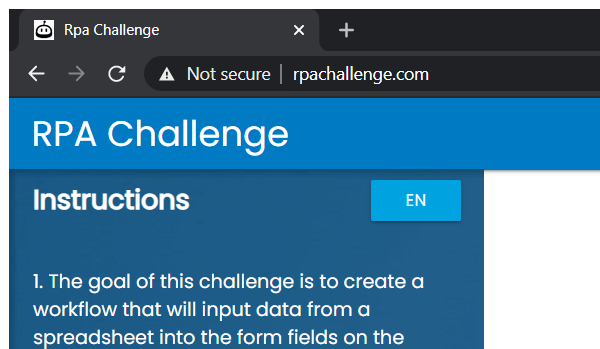 Rpa Challenge
Not secure | rpachallenge.com
RPA Challenge
Instructions
EN
1. The goal of this challenge is to create a
workflow that will input data from a
spreadsheet into the form fields on the